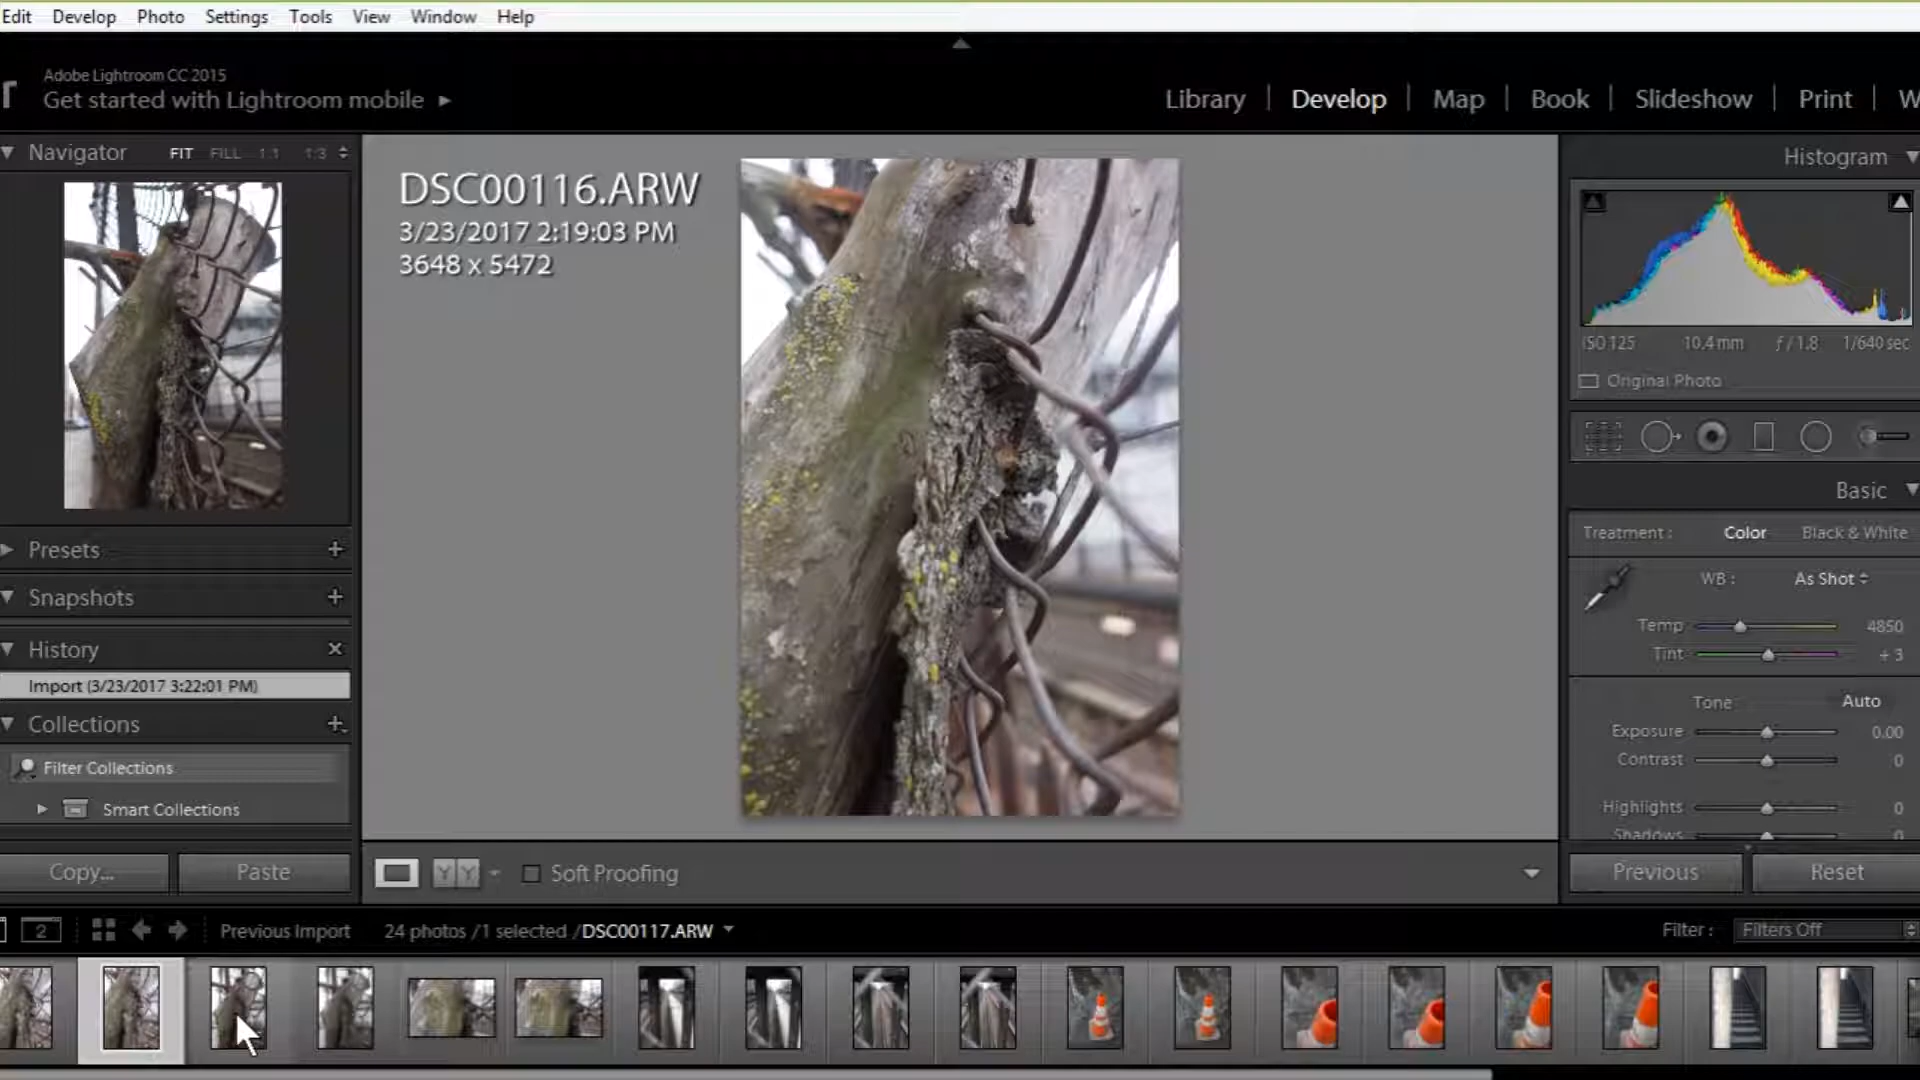 Edit Develop Photo Settings Tools View Window Help
Adobe Lightroom CC 2015
Get started with Lightroom mobile
Library Develop Map Book Slideshow Print W
Navigator FIT FILL 1:1 1:3
Histogram
DSC00116.ARW
3/23/2017 2:19:03 PM
3648 x 5472
ISO 125 10.4 mm ƒ / 1.8 1/640 sec
Original Photo
Basic
Treatment : Color Black & White
WB : As Shot
Temp 4850
Tint + 3
Tone Auto
Exposure 0.00
Contrast 0
Highlights 0
Shadows 0
Presets
Snapshots
History
Import (3/23/2017 3:22:01 PM)
Collections
Filter Collections
Smart Collections
Copy... Paste
Y Y Soft Proofing
Previous Reset
2 Previous Import 24 photos /1 selected /DSC00117.ARW
Filter : Filters Off